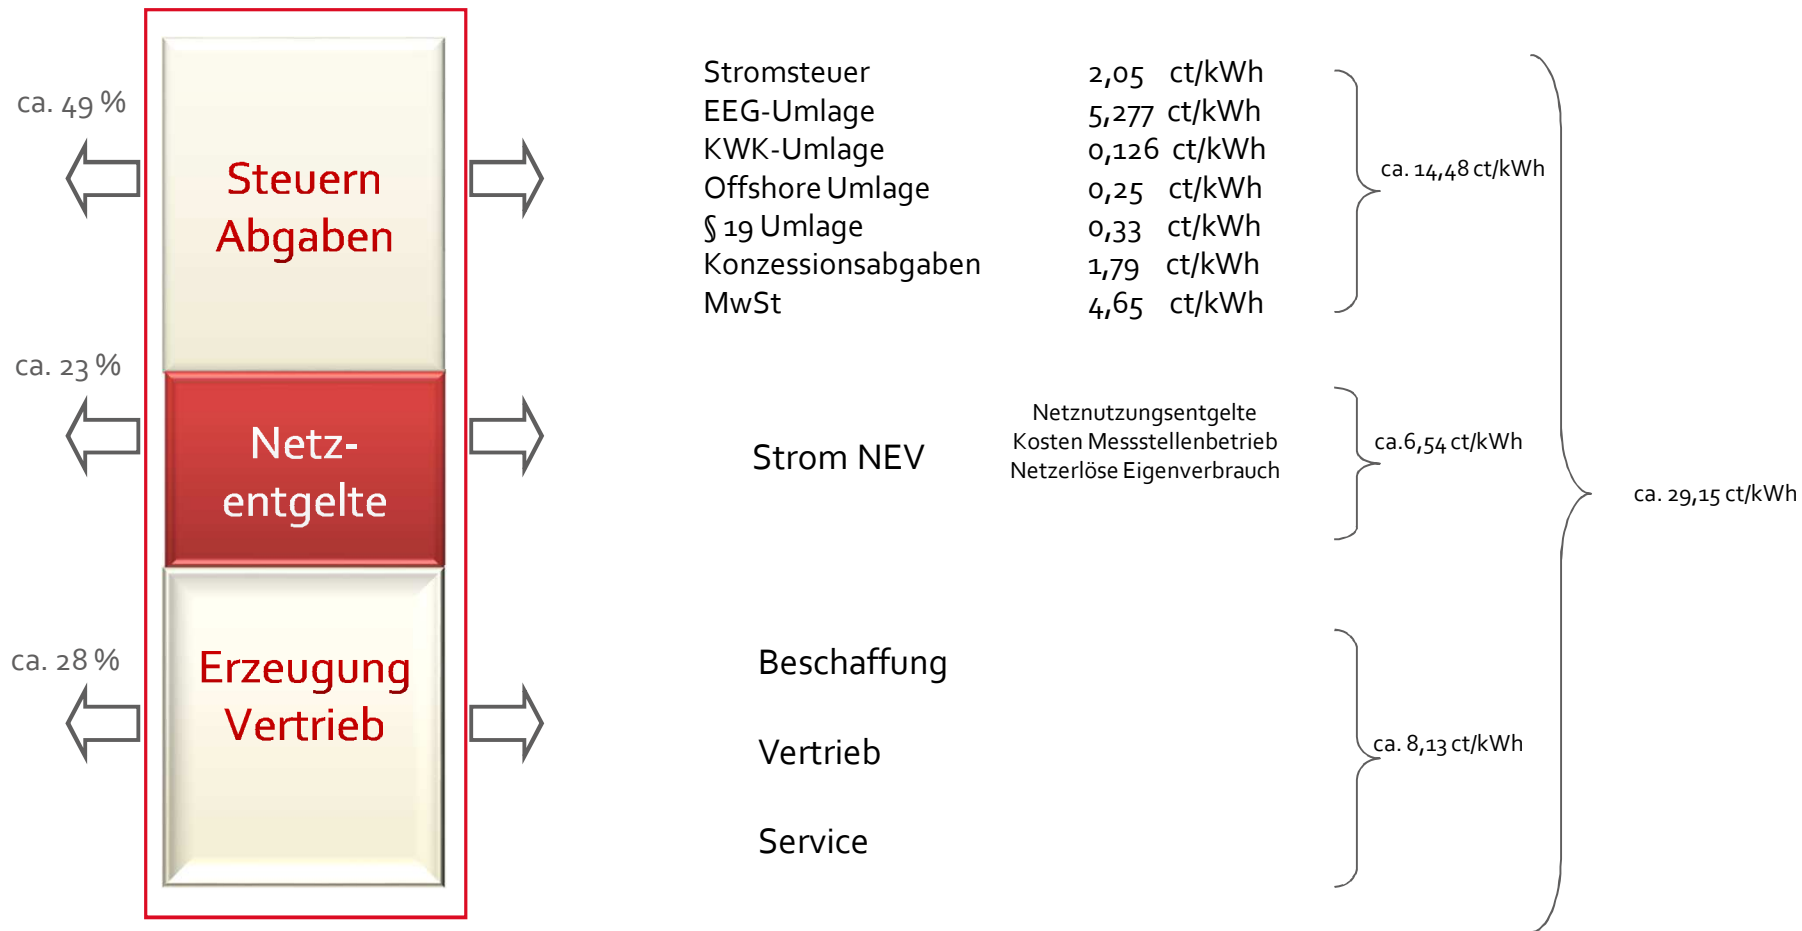 ca. 49 %
Steuern
Abgaben
Stromsteuer 2,05 ct/kWh
EEG-Umlage 5,277 ct/kWh
KWK-Umlage 0,126 ct/kWh
Offshore Umlage 0,25 ct/kWh
§ 19 Umlage 0,33 ct/kWh
Konzessionsabgaben 1,79 ct/kWh
MwSt 4,65 ct/kWh
ca. 14,48 ct/kWh
ca. 23 %
Netz-
entgelte
Strom NEV
Netznutzungsentgelte
Kosten Messstellenbetrieb
Netzerlöse Eigenverbrauch
ca.6,54 ct/kWh
ca. 29,15 ct/kWh
ca. 28 %
Erzeugung
Vertrieb
Beschaffung
Vertrieb
Service
ca. 8,13 ct/kWh